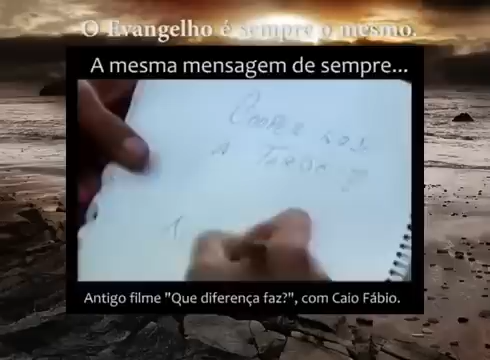 O Evangelho é sempre o mesmo.
A mesma mensagem de sempre...
A
Antigo filme "Que diferença faz?", com Caio Fábio.